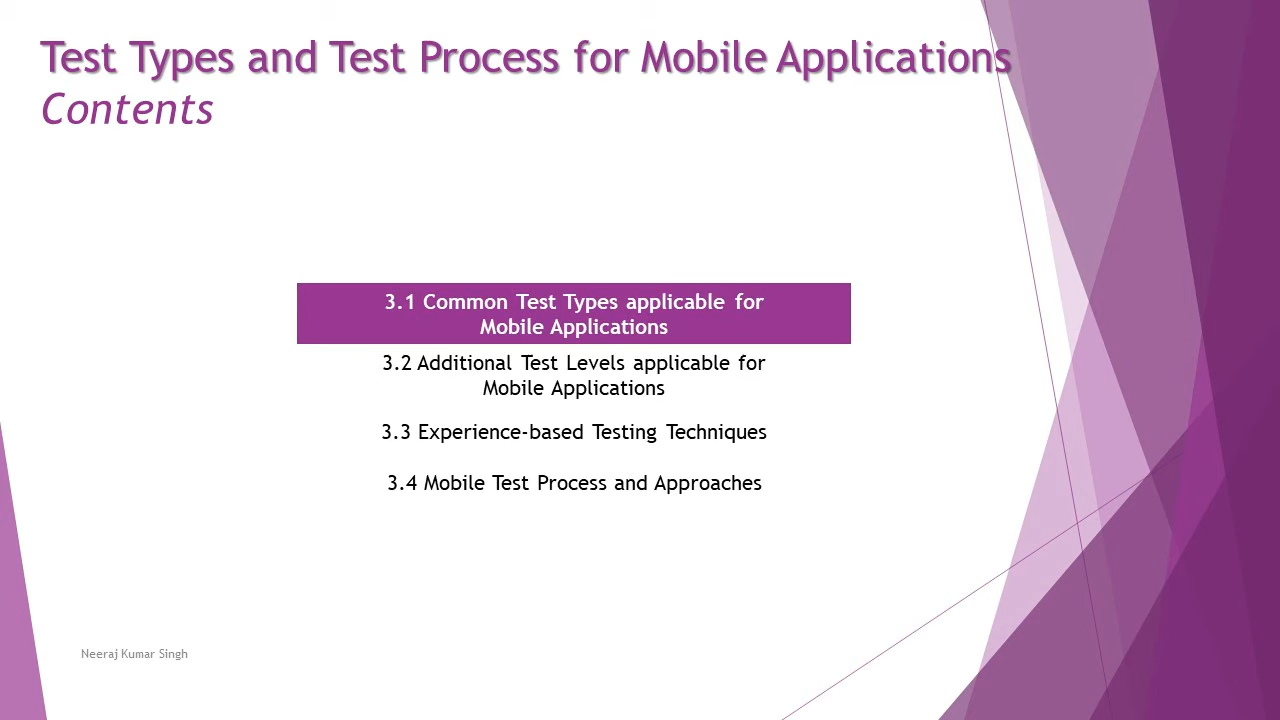 Test Types and Test Process for Mobile Applications
Contents
3.1 Common Test Types applicable for
Mobile Applications
3.2 Additional Test Levels applicable for
Mobile Applications
3.3 Experience-based Testing Techniques
3.4 Mobile Test Process and Approaches
Neeraj Kumar Singh